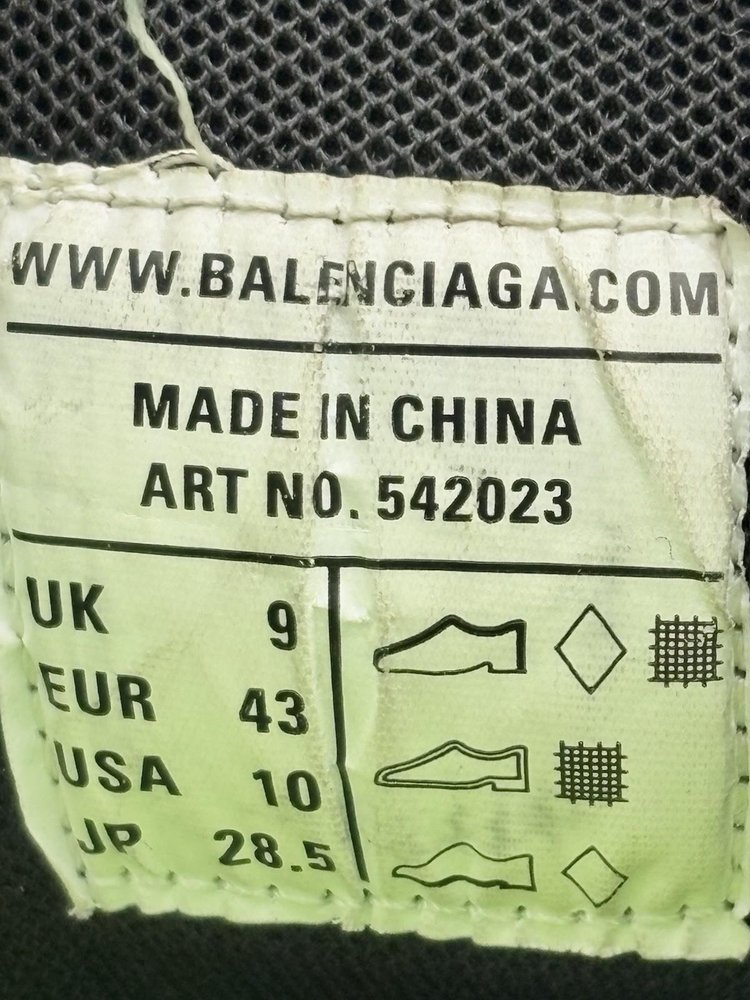 WWW.BALENCIAGA.COM
MADE IN CHINA
ART NO. 542023
UK 9
EUR 43
USA 10
JP 28.5